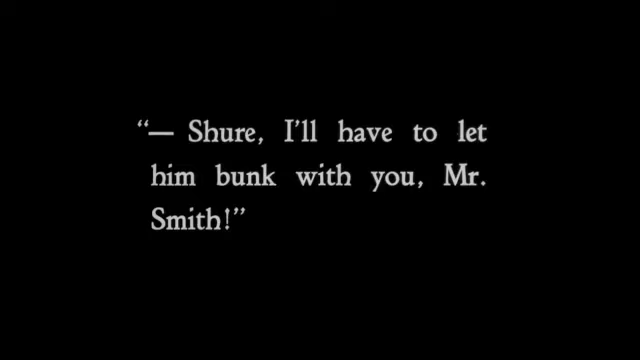 “— Shure, I’ll have to let
him bunk with you, Mr.
Smith!”